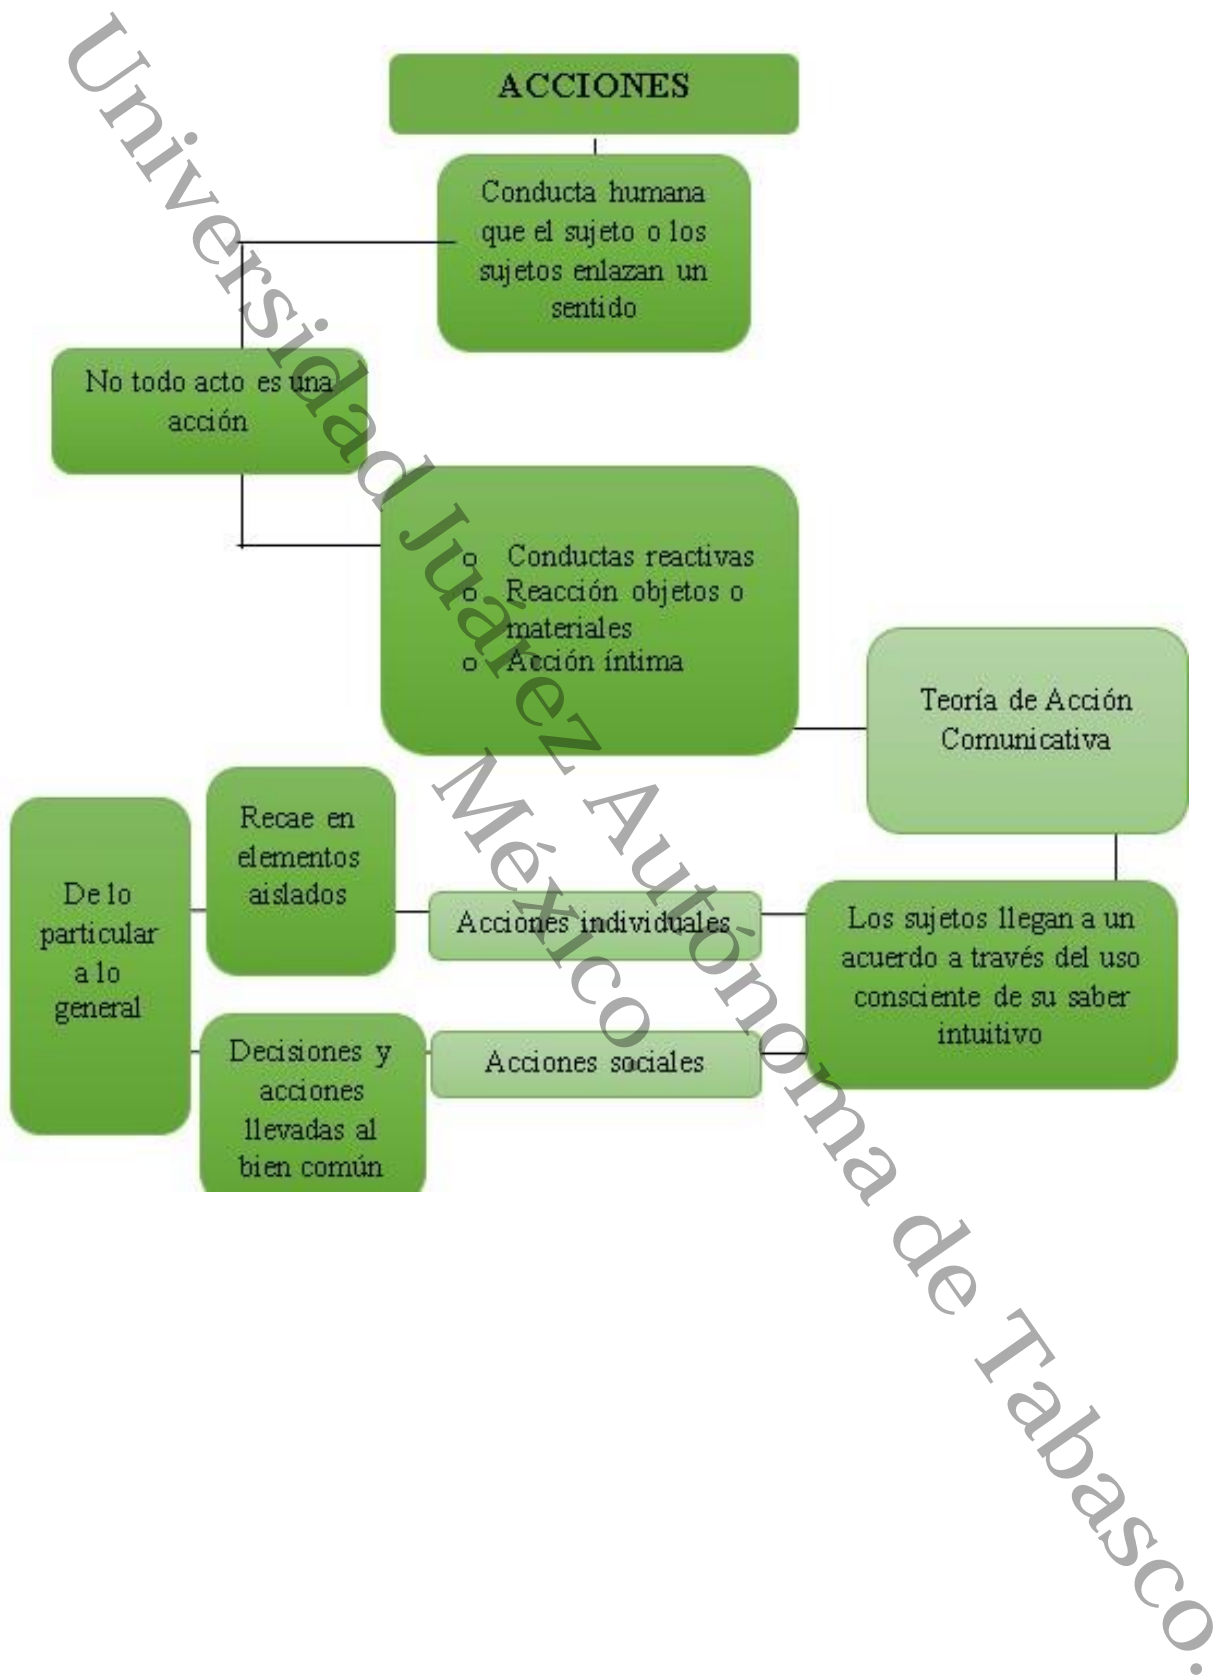 ACCIONES
Conducta humana
que el sujeto o los
sujetos enlazan un
sentido
No todo acto es una
acción
o Conductas reactivas
o Reacción objetos o
materiales
o Acción íntima
Teoría de Acción
Comunicativa
Los sujetos llegan a un
acuerdo a través del uso
consciente de su saber
intuitivo
Acciones individuales
Recae en
elementos
aislados
Acciones sociales
Decisiones y
acciones
llevadas al
bien común
De lo
particular
a lo
general
Universidad Juárez Autónoma de Tabasco.
México